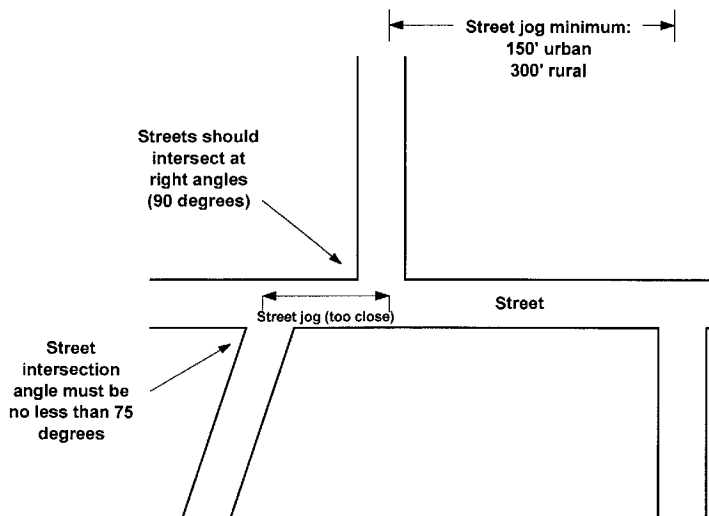 Street jog minimum:
150' urban
300' rural
Streets should
intersect at
right angles
(90 degrees)
Street
Street jog (too close)
Street
intersection
angle must be
no less than 75
degrees